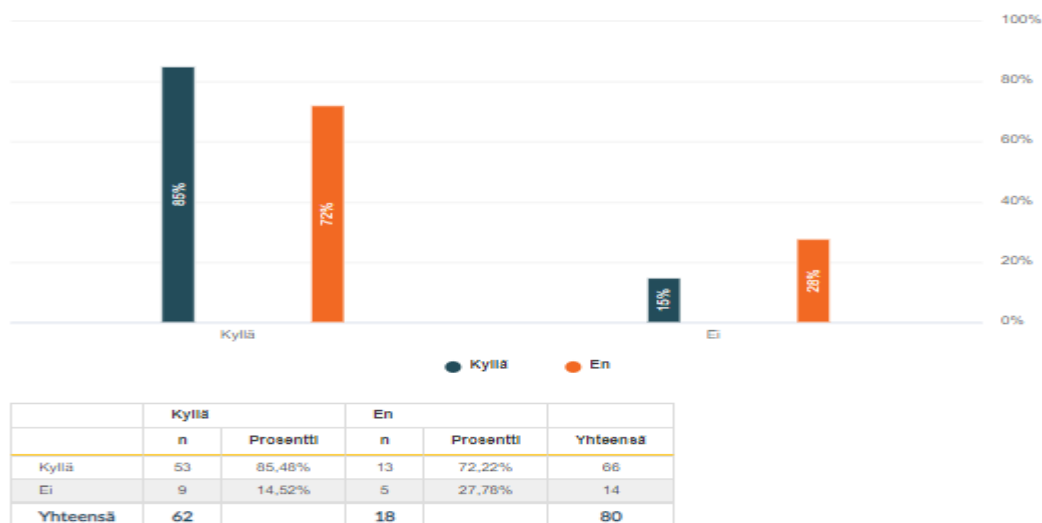 100%
80%
60%
40%
20%
0%
85%
72%
15%
28%
Kyllä Ei
Kyllä En
Kyllä En
n Prosentti n Prosentti Yhteensä
Kyllä 53 85,48% 13 72,22% 66
Ei 9 14,52% 5 27,78% 14
Yhteensä 62 18 80